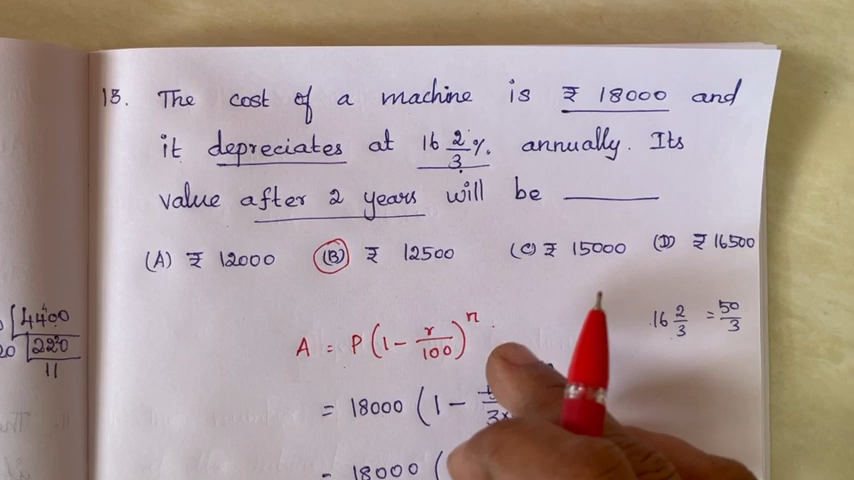 13. The cost of a machine is ₹ 18000 and
it depreciates at 16 2/3 %. annually. Its
value after 2 years will be ______
(A) ₹ 12000 (B) ₹ 12500 (C) ₹ 15000 (D) ₹ 16500
4400
20 220
11
16 2/3 = 50/3
A = P (1 - r/100)^n
= 18000 (1 -
= 18000 (